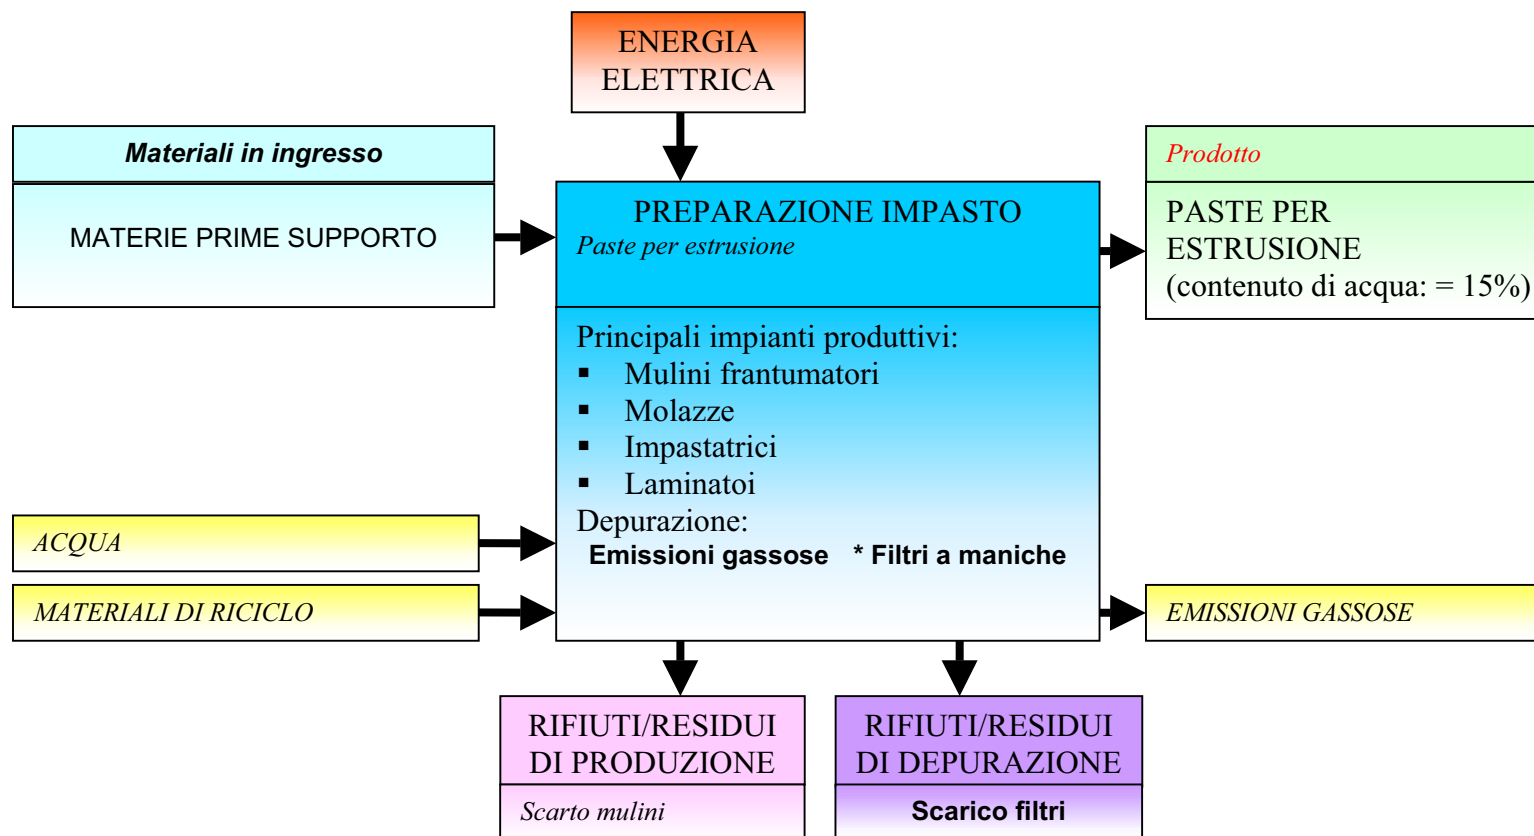 ENERGIA
ELETTRICA
Materiali in ingresso
MATERIE PRIME SUPPORTO
PREPARAZIONE IMPASTO
Paste per estrusione
Prodotto
PASTE PER
ESTRUSIONE
(contenuto di acqua: = 15%)
Principali impianti produttivi:
▪ Mulini frantumatori
▪ Molazze
▪ Impastatrici
▪ Laminatoi
Depurazione:
Emissioni gassose * Filtri a maniche
ACQUA
MATERIALI DI RICICLO
EMISSIONI GASSOSE
RIFIUTI/RESIDUI
DI PRODUZIONE
Scarto mulini
RIFIUTI/RESIDUI
DI DEPURAZIONE
Scarico filtri